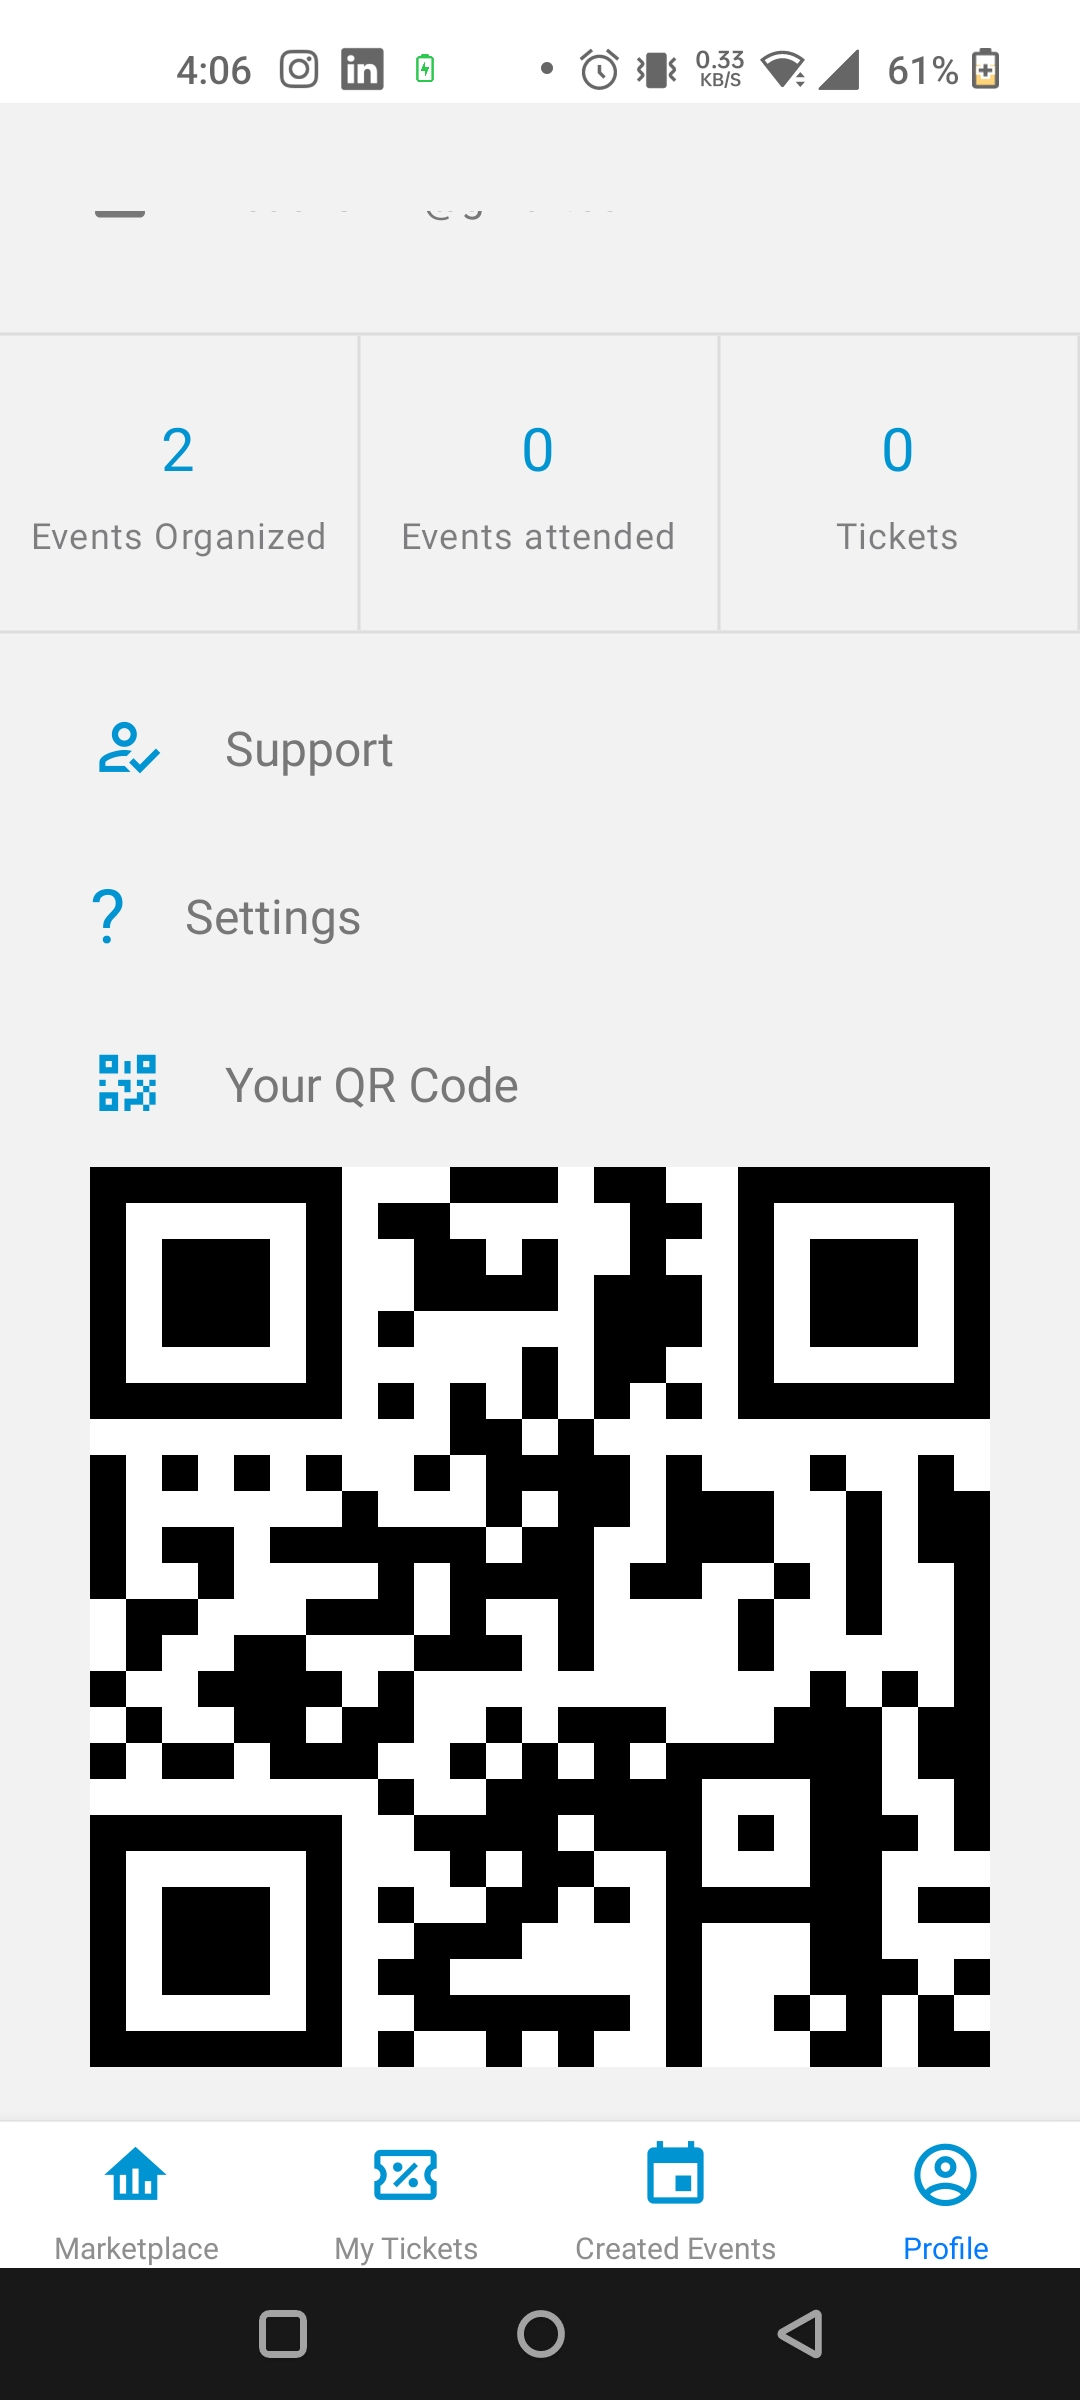 4:06
0.33
KB/S
61%
2
0
0
Events Organized
Events attended
Tickets
Support
? Settings
Your QR Code
Marketplace
My Tickets
Created Events
Profile